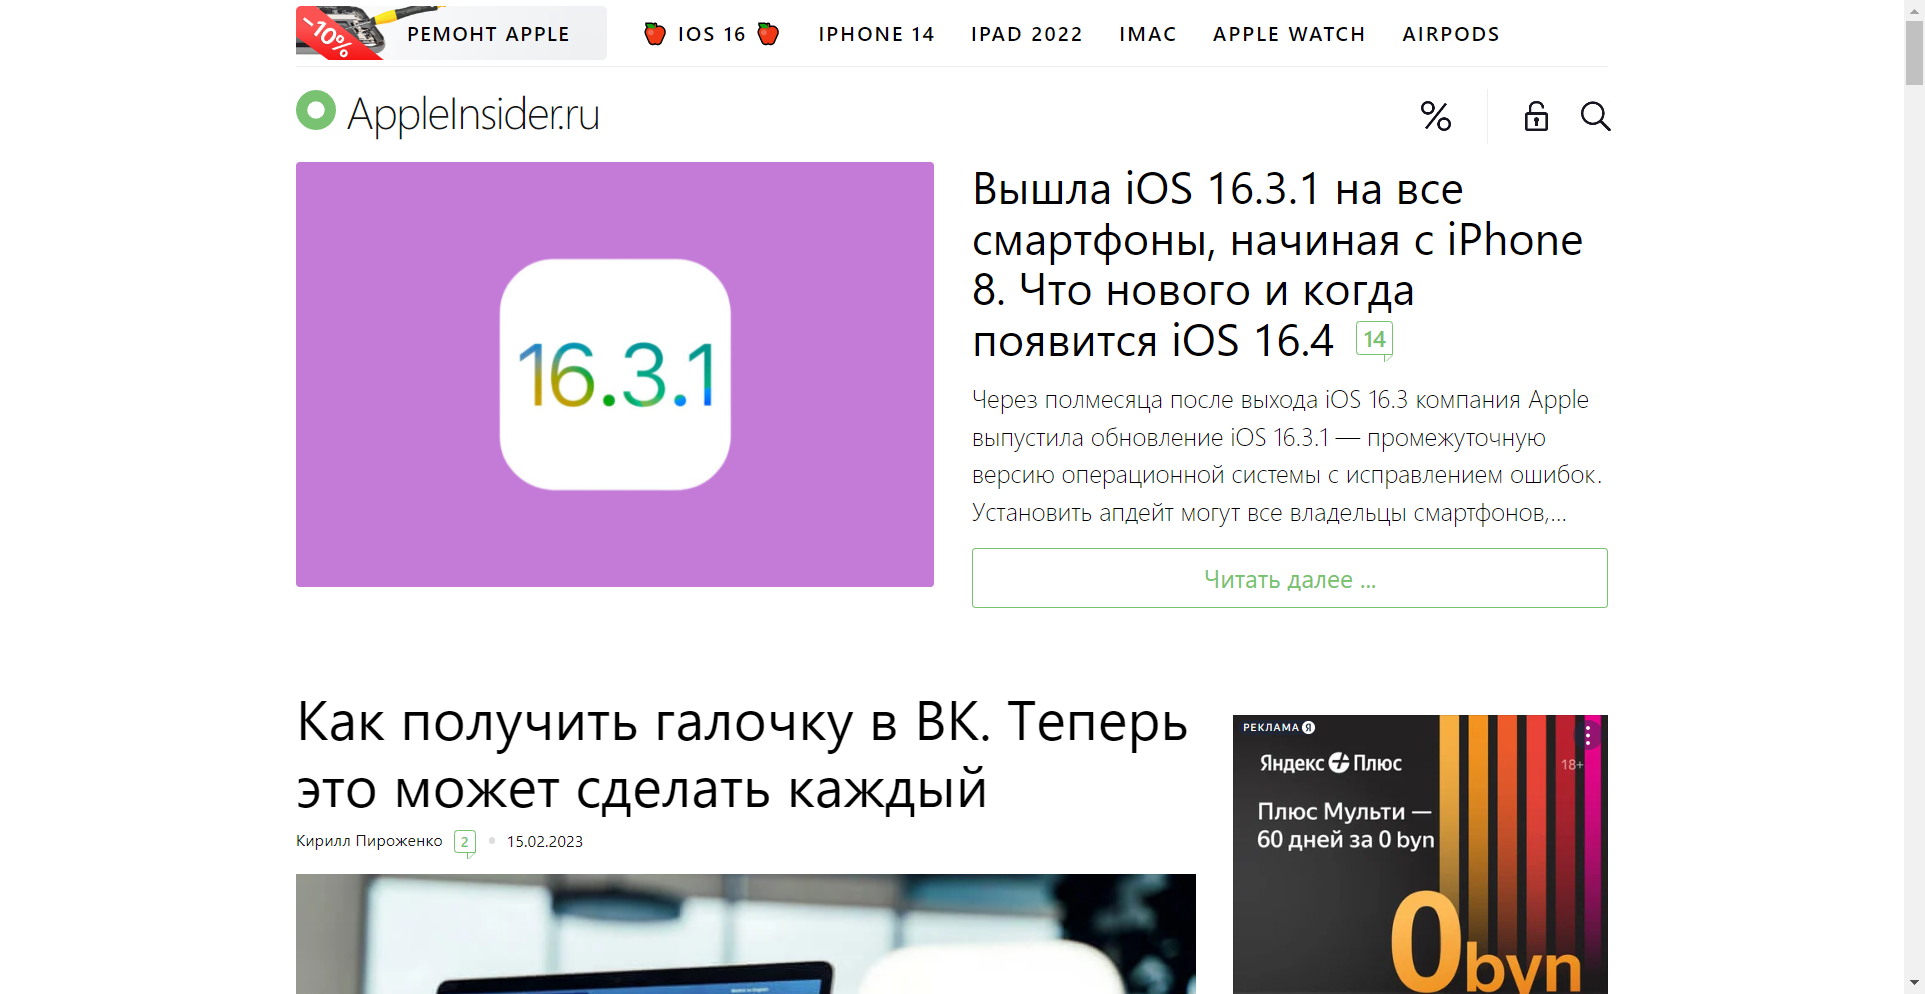 -10%
РЕМОНТ APPLE
IOS 16
IPHONE 14
IPAD 2022
IMAC
APPLE WATCH
AIRPODS
AppleInsider.ru
16.3.1
Вышла iOS 16.3.1 на все
смартфоны, начиная с iPhone
8. Что нового и когда
появится iOS 16.4 14
Через полмесяца после выхода iOS 16.3 компания Apple
выпустила обновление iOS 16.3.1 — промежуточную
версию операционной системы с исправлением ошибок.
Установить апдейт могут все владельцы смартфонов,...
Читать далее ...
Как получить галочку в ВК. Теперь
это может сделать каждый
Кирилл Пироженко 2 15.02.2023
РЕКЛАМА Я
Яндекс Плюс
18+
Плюс Мульти —
60 дней за 0 byn
0 byn